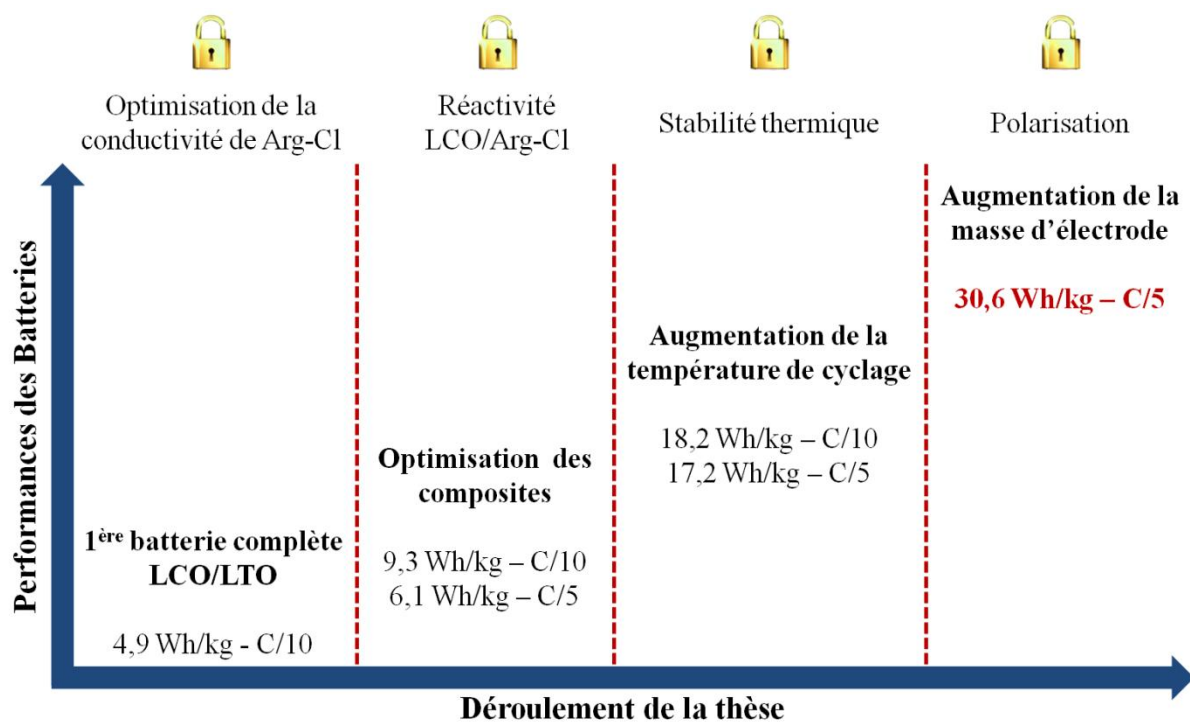 Optimisation de la
conductivité de Arg-Cl
Réactivité
LCO/Arg-Cl
Stabilité thermique
Polarisation
Performances des Batteries
1ère batterie complète
LCO/LTO
4,9 Wh/kg - C/10
Optimisation des
composites
9,3 Wh/kg – C/10
6,1 Wh/kg – C/5
Augmentation de la
température de cyclage
18,2 Wh/kg – C/10
17,2 Wh/kg – C/5
Augmentation de la
masse d’électrode
30,6 Wh/kg – C/5
Déroulement de la thèse